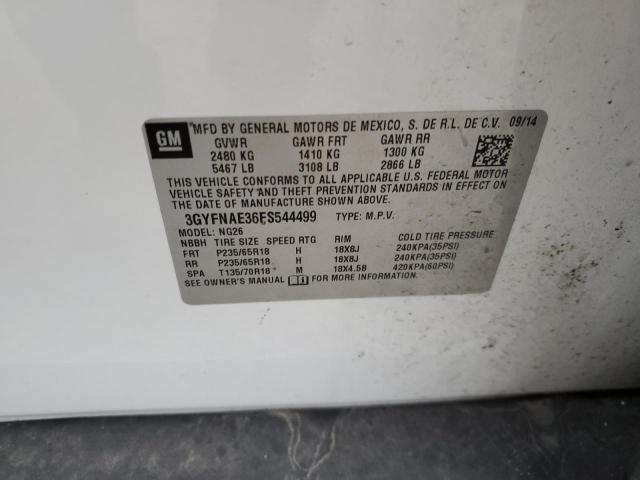 GM
MFD BY GENERAL MOTORS DE MEXICO, S. DE R.L. DE C.V. 09/14
GVWR GAWR FRT GAWR RR
2480 KG 1410 KG 1300 KG
5467 LB 3108 LB 2866 LB
THIS VEHICLE CONFORMS TO ALL APPLICABLE U.S. FEDERAL MOTOR
VEHICLE SAFETY AND THEFT PREVENTION STANDARDS IN EFFECT ON
THE DATE OF MANUFACTURE SHOWN ABOVE.
3GYFNAE36ES544499 TYPE: M.P.V.
MODEL: NG26
NBBH TIRE SIZE SPEED RTG RIM COLD TIRE PRESSURE
FRT P235/65R18 H 18X8J 240KPA(35PSI)
RR P235/65R18 H 18X8J 240KPA(35PSI)
SPA T135/70R18 M 18X4.5B 420KPA(60PSI)
SEE OWNER'S MANUAL FOR MORE INFORMATION.